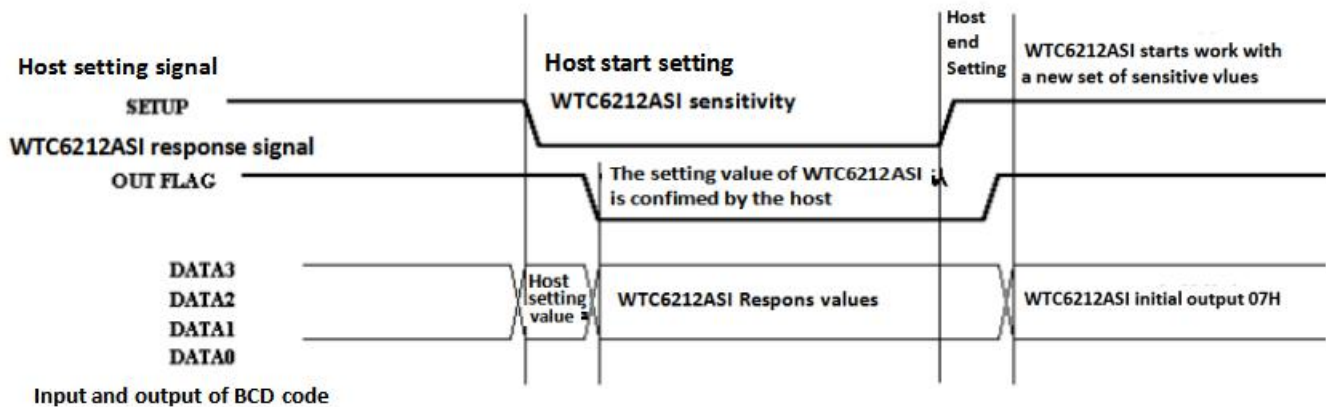 Host
end
Setting
Host setting signal
Host start setting
WTC6212ASI starts work with
a new set of sensitive vlues
SETUP
WTC6212ASI sensitivity
WTC6212ASI response signal
OUT FLAG
The setting value of WTC6212ASI
is confimed by the host
DATA3
DATA2
DATA1
DATA0
Host
setting
value
WTC6212ASI Respons values
WTC6212ASI initial output 07H
Input and output of BCD code